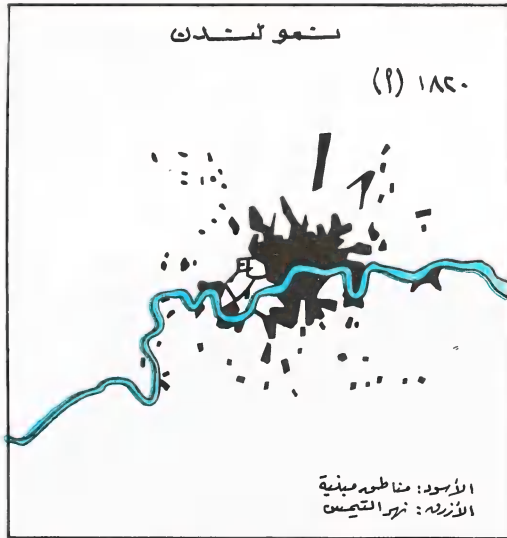 نمو لندن
١٨٢٠ (م)
الأسود: مناطق مبنية
الأزرق: نهر التيمس